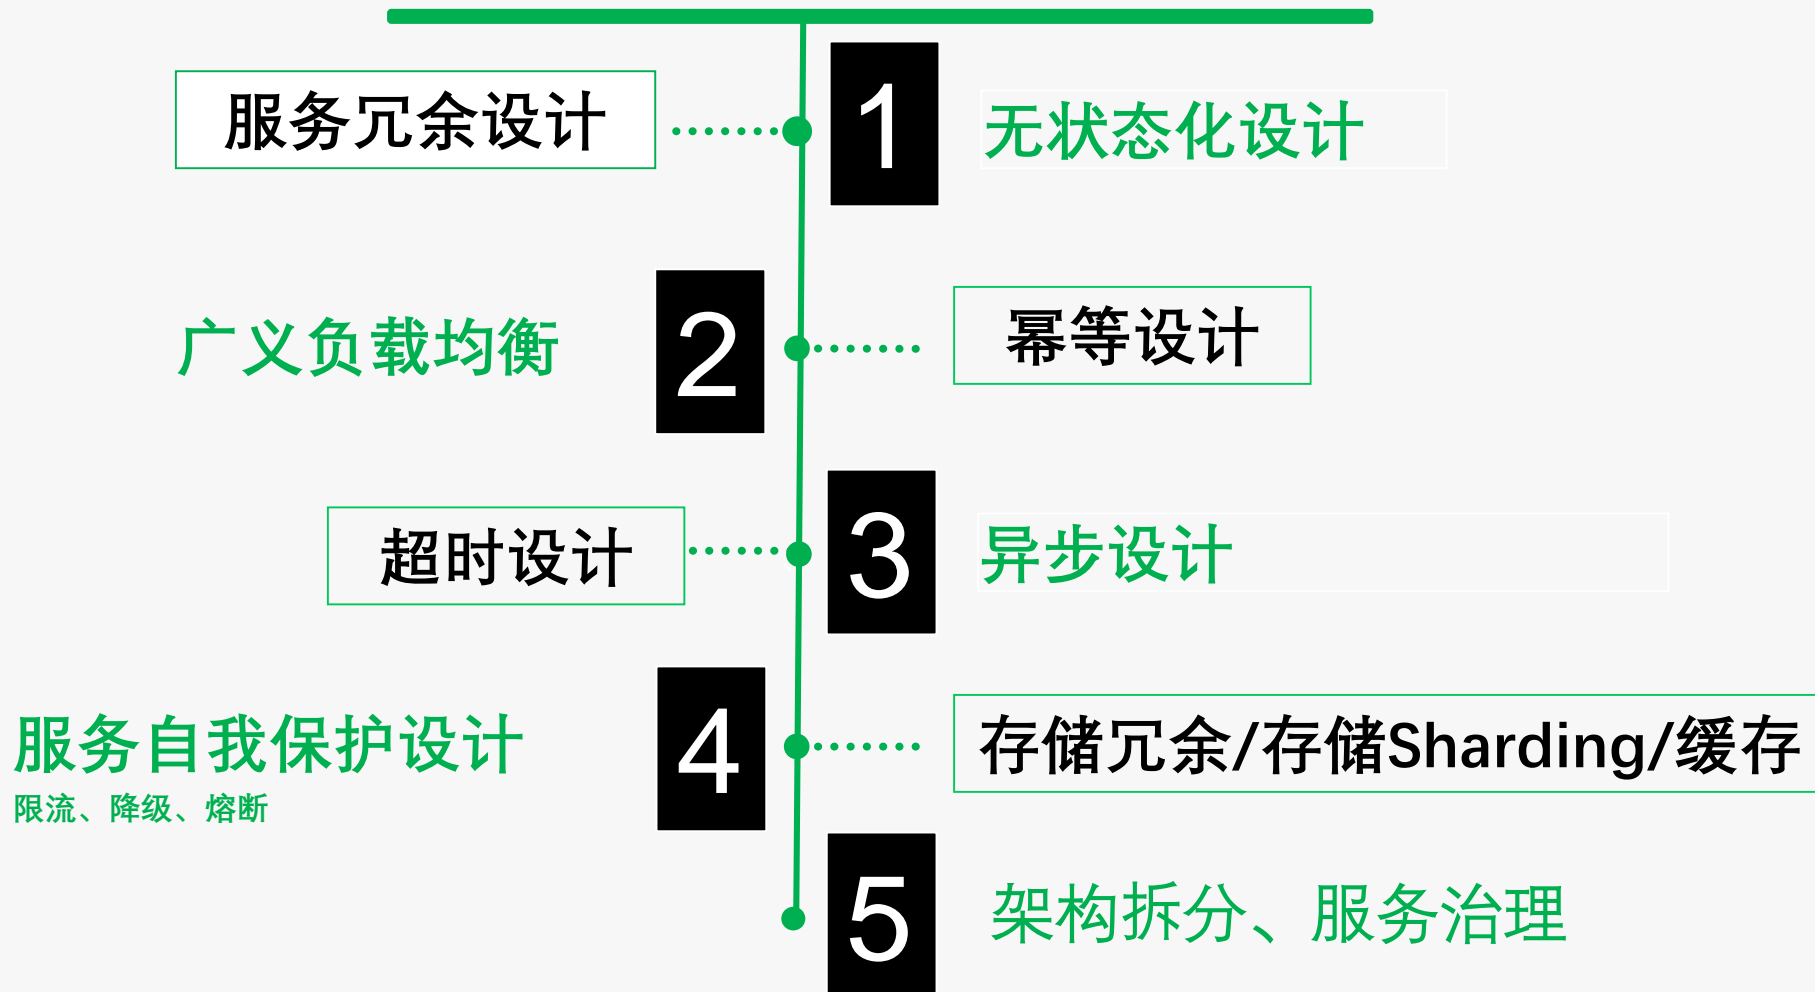 服务冗余设计
1
无状态化设计
广义负载均衡
2
幂等设计
超时设计
3
异步设计
服务自我保护设计
限流、降级、熔断
4
存储冗余/存储Sharding/缓存
5
架构拆分、服务治理